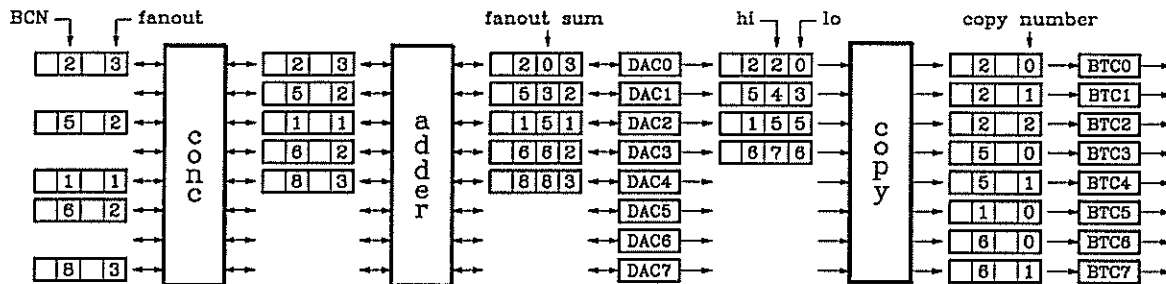 BCN fanout fanout sum hi lo copy number
2 3 2 3 2 0 3 DAC0 2 2 0 2 0 BTC0
5 2 5 3 2 DAC1 5 4 3 2 1 BTC1
5 2 1 1 1 5 1 DAC2 1 5 5 2 2 BTC2
6 2 6 6 2 DAC3 6 7 6 5 0 BTC3
1 1 8 3 8 8 3 DAC4 5 1 BTC4
6 2 DAC5 1 0 BTC5
DAC6 6 0 BTC6
8 3 DAC7 6 1 BTC7
conc
adder
copy